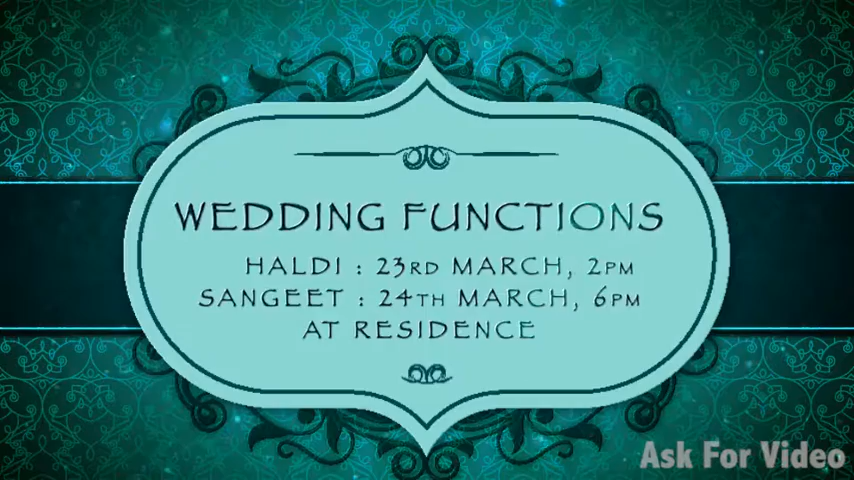 WEDDING FUNCTIONS
HALDI : 23RD MARCH, 2PM
SANGEET : 24TH MARCH, 6PM
AT RESIDENCE
Ask For Video